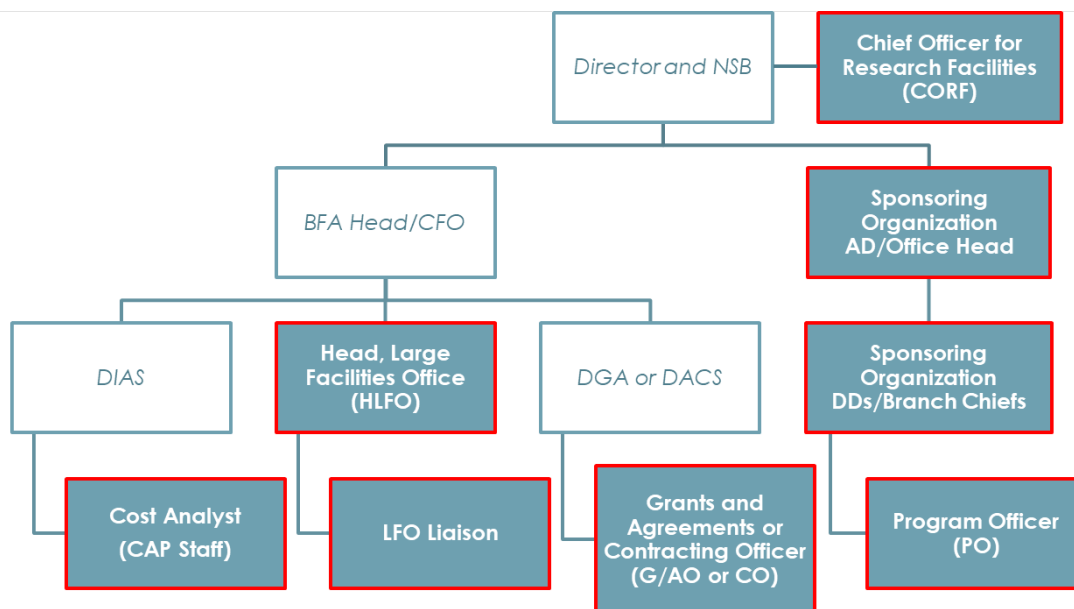 Director and NSB
Chief Officer for
Research Facilities
(CORF)
BFA Head/CFO
Sponsoring
Organization
AD/Office Head
DIAS
Head, Large
Facilities Office
(HLFO)
DGA or DACS
Sponsoring
Organization
DDs/Branch Chiefs
Cost Analyst
(CAP Staff)
LFO Liaison
Grants and
Agreements or
Contracting Officer
(G/AO or CO)
Program Officer
(PO)